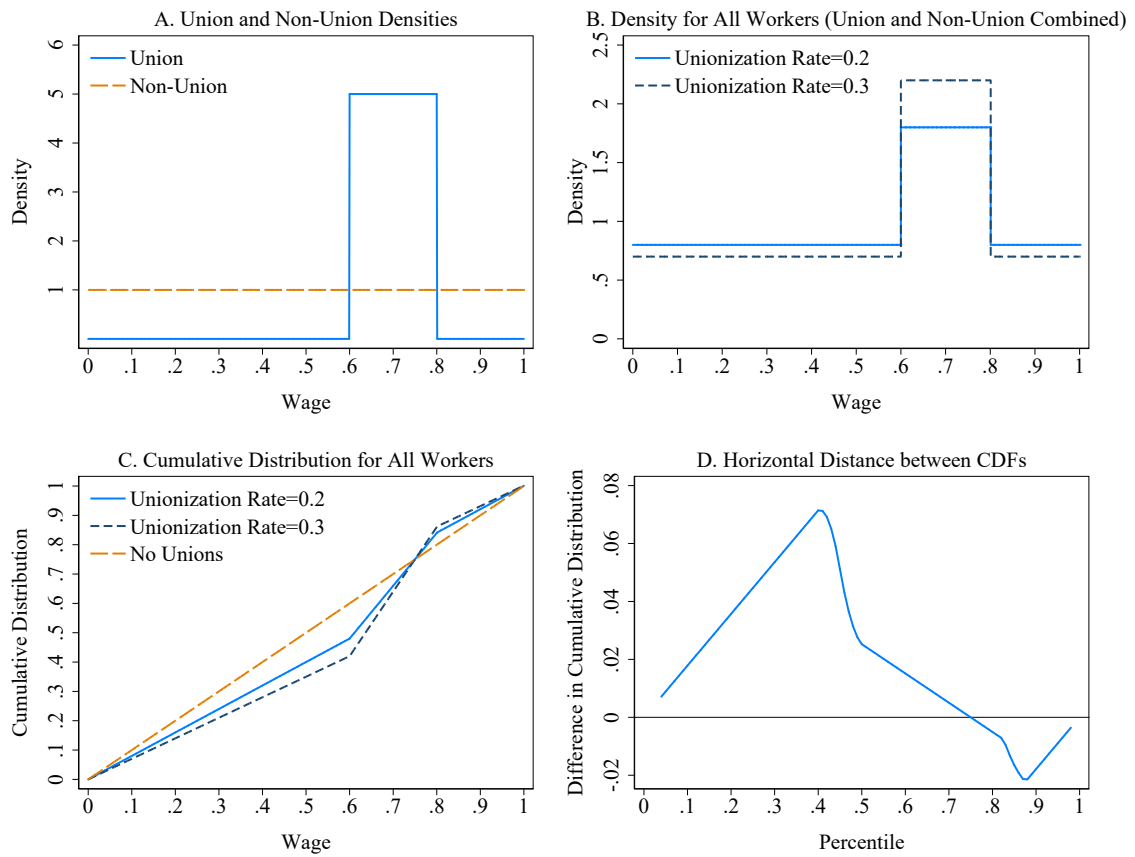 A. Union and Non-Union Densities
Density
6
5
4
3
2
1
Union
Non-Union
0 .1 .2 .3 .4 .5 .6 .7 .8 .9 1
Wage
B. Density for All Workers (Union and Non-Union Combined)
Density
2.5
2
1.5
1
.5
0
Unionization Rate=0.2
Unionization Rate=0.3
0 .1 .2 .3 .4 .5 .6 .7 .8 .9 1
Wage
C. Cumulative Distribution for All Workers
Cumulative Distribution
1
.9
.8
.7
.6
.5
.4
.3
.2
.1
0
Unionization Rate=0.2
Unionization Rate=0.3
No Unions
0 .1 .2 .3 .4 .5 .6 .7 .8 .9 1
Wage
D. Horizontal Distance between CDFs
Difference in Cumulative Distribution
.08
.06
.04
.02
0
-.02
0 .1 .2 .3 .4 .5 .6 .7 .8 .9 1
Percentile